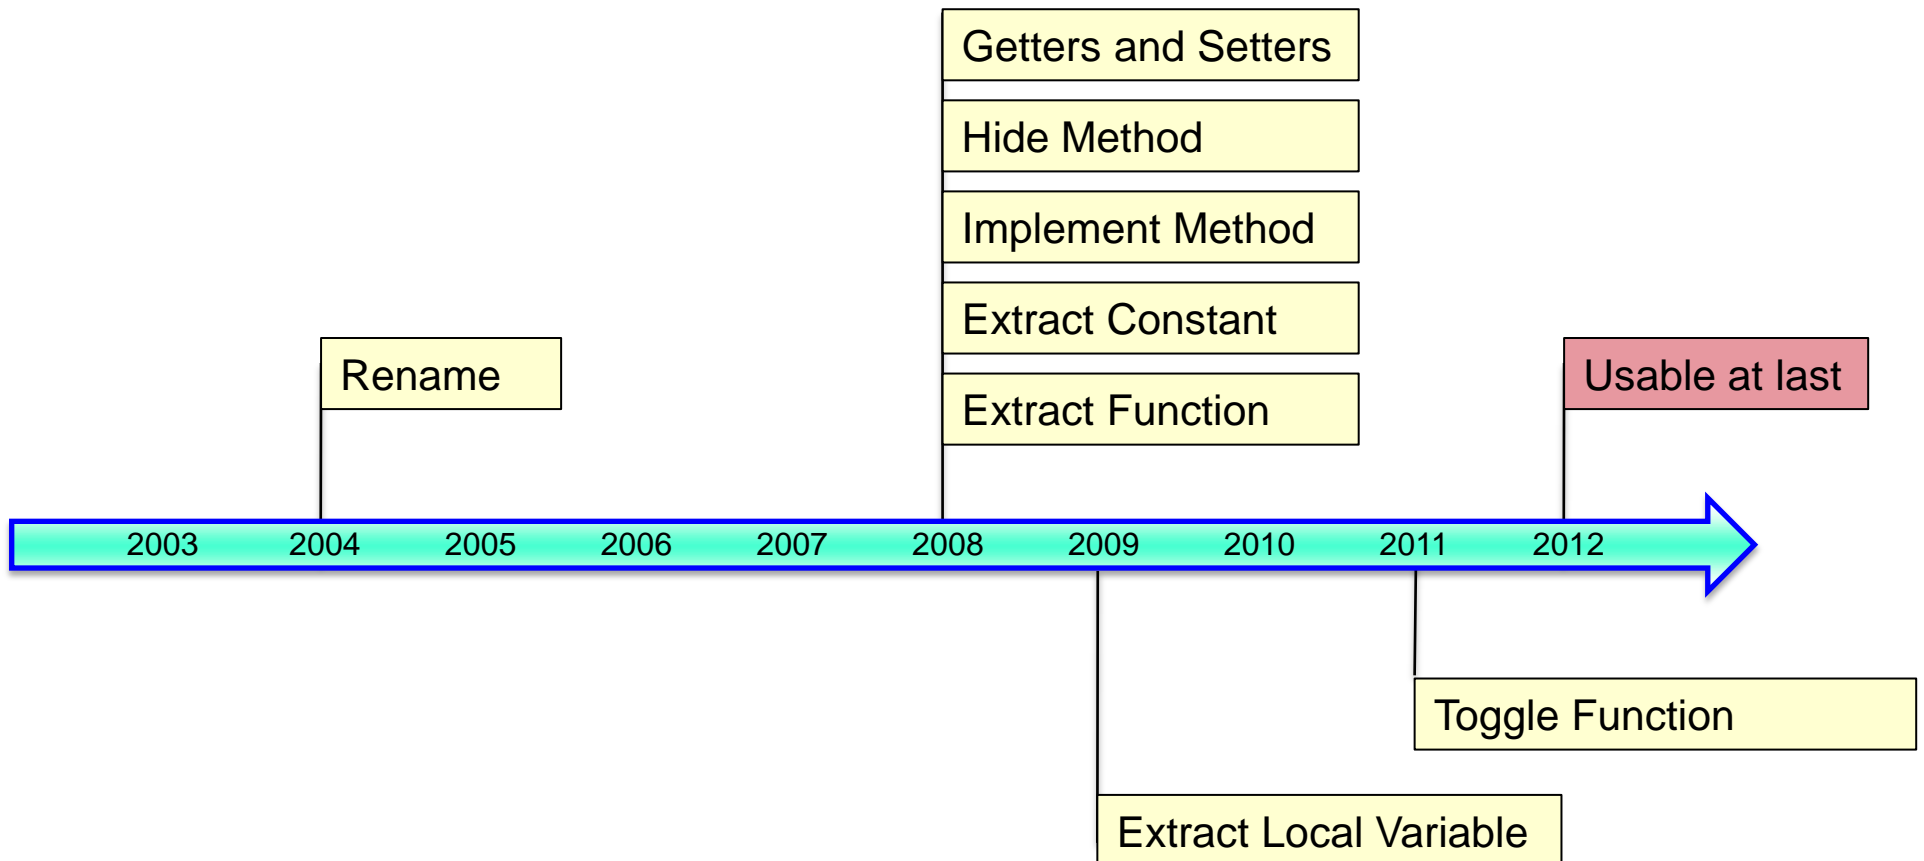 Getters and Setters
Hide Method
Implement Method
Extract Constant
Rename
Usable at last
Extract Function
2003 2004 2005 2006 2007 2008 2009 2010 2011 2012
Toggle Function
Extract Local Variable